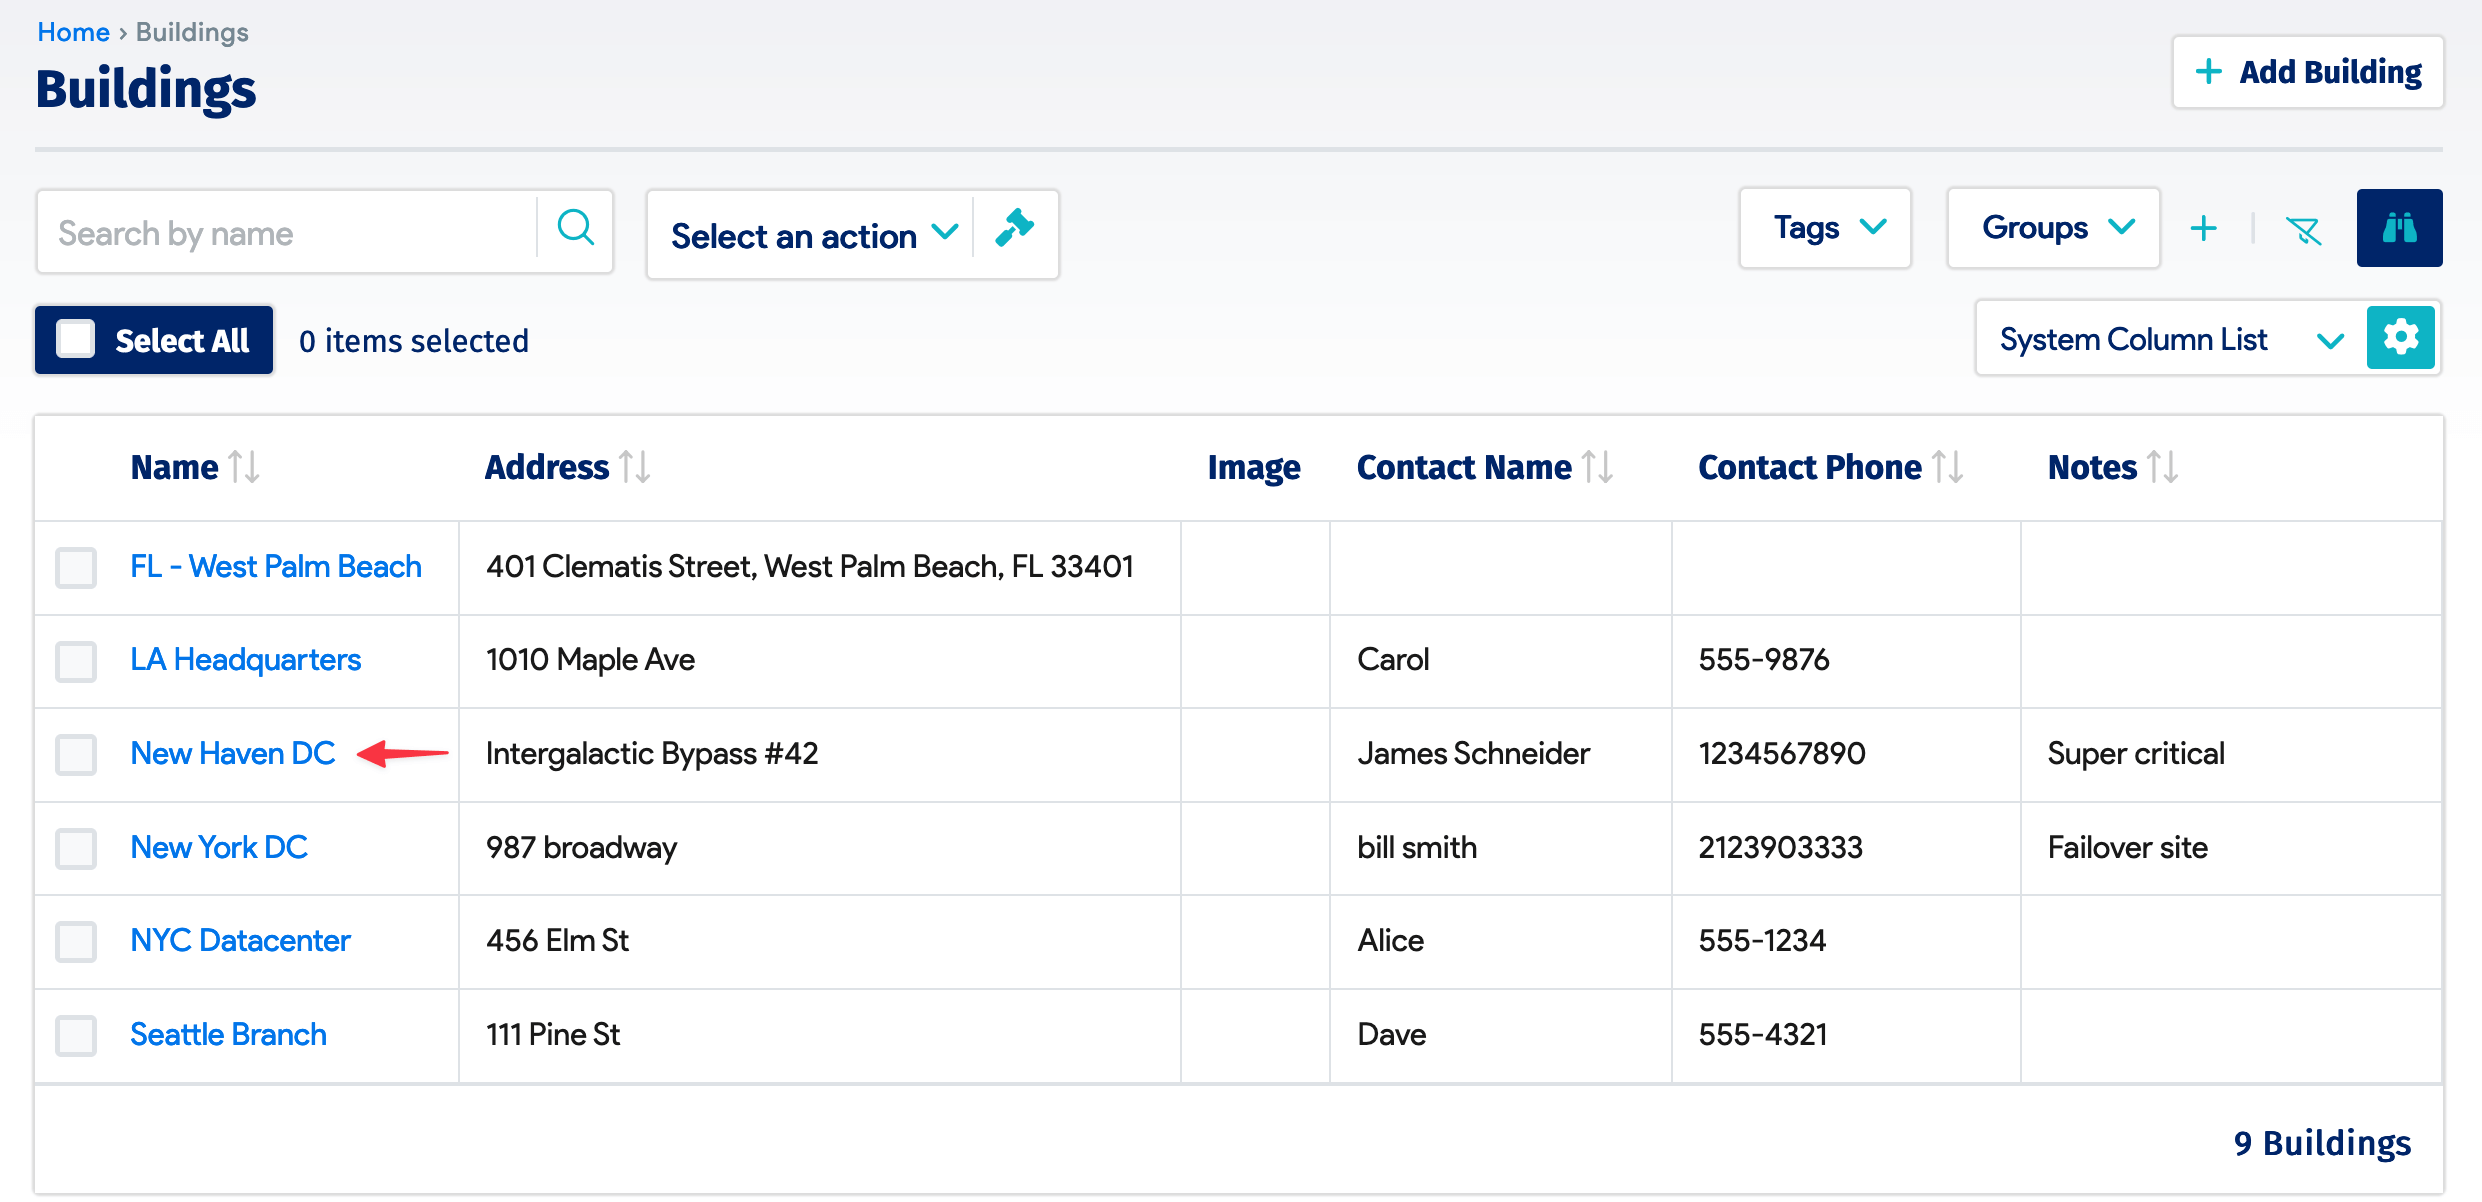 Home › Buildings
Buildings
Add Building
Search by name
Select an action
Tags
Groups
Select All
0 items selected
System Column List
Name Address Image Contact Name Contact Phone Notes
FL - West Palm Beach 401 Clematis Street, West Palm Beach, FL 33401
LA Headquarters 1010 Maple Ave Carol 555-9876
New Haven DC Intergalactic Bypass #42 James Schneider 1234567890 Super critical
New York DC 987 broadway bill smith 2123903333 Failover site
NYC Datacenter 456 Elm St Alice 555-1234
Seattle Branch 111 Pine St Dave 555-4321
9 Buildings